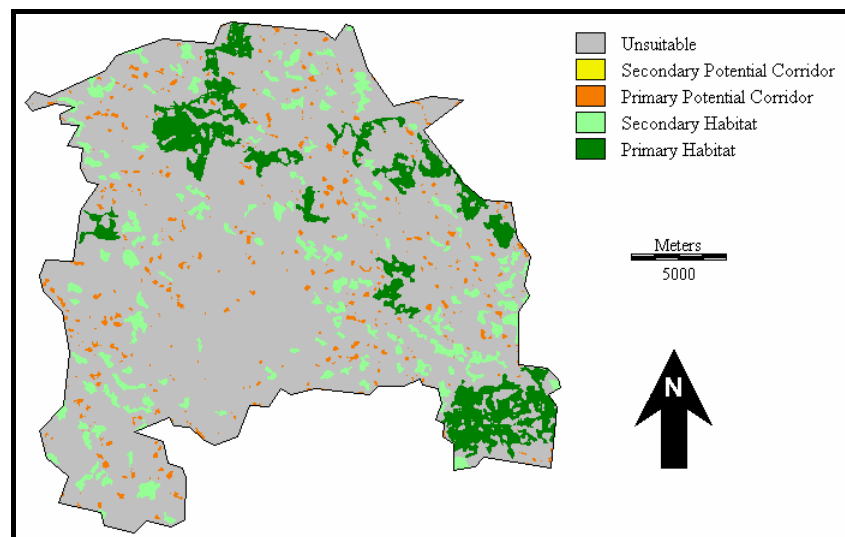 Unsuitable
Secondary Potential Corridor
Primary Potential Corridor
Secondary Habitat
Primary Habitat
Meters
5000
N